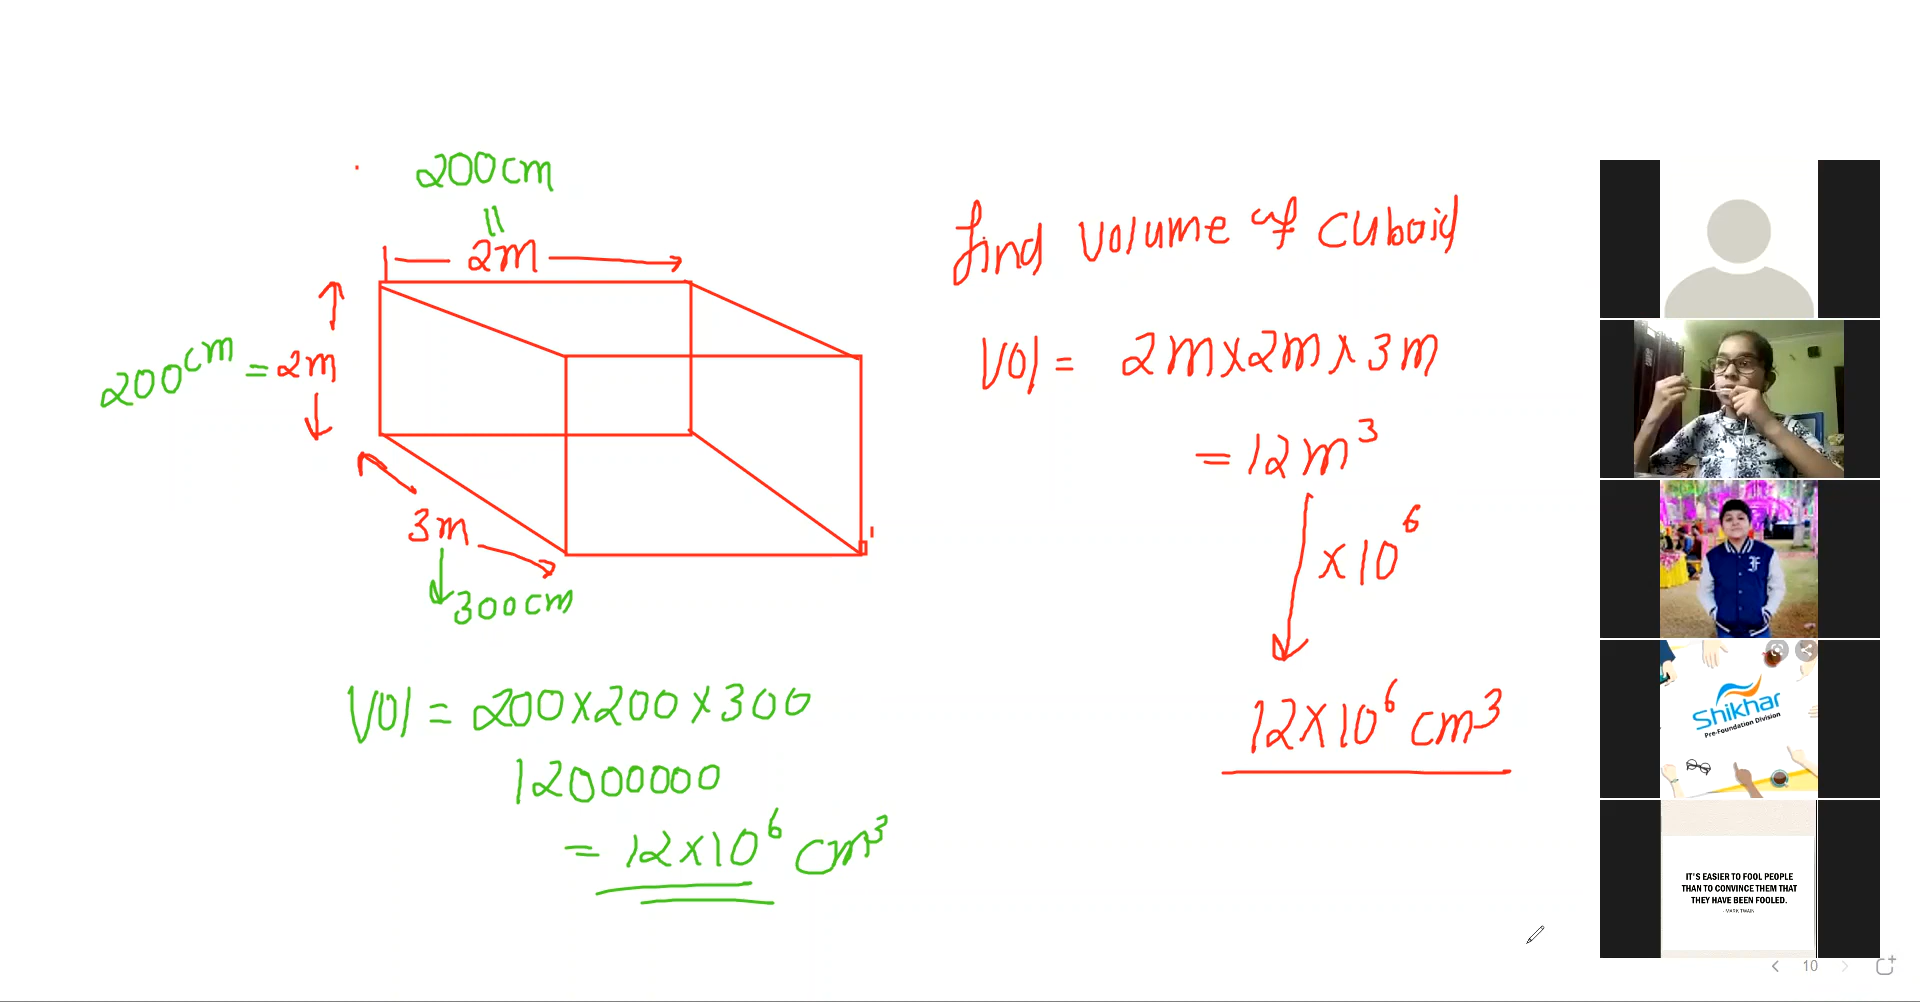 200cm
||
2m
200cm = 2m
3m
300cm
Vol = 200×200×300
12000000
= 12×10⁶ cm³
find volume of cuboid
Vol = 2m×2m×3m
= 12m³
×10⁶
12×10⁶ cm³
F
Shikhar
Pre-Foundation Division
IT'S EASIER TO FOOL PEOPLE
THAN TO CONVINCE THEM THAT
THEY HAVE BEEN FOOLED.
- MARK TWAIN
10